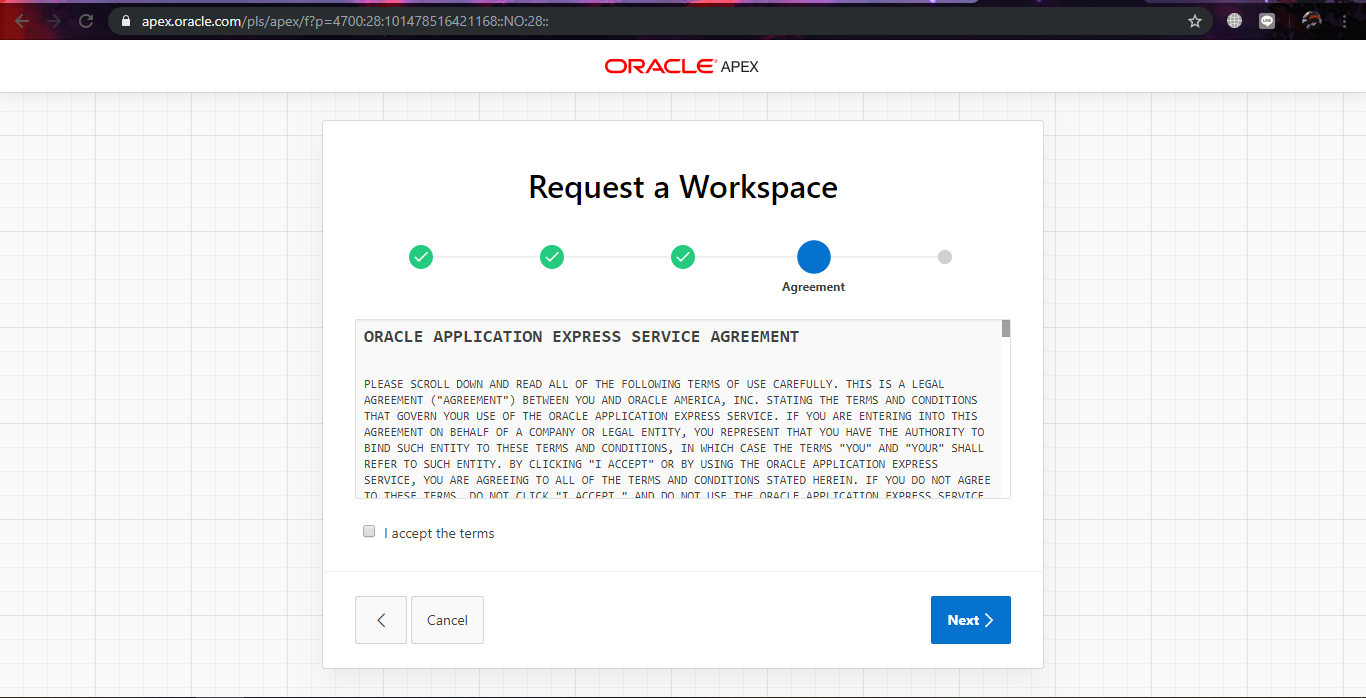 apex.oracle.com/pls/apex/f?p=4700:28:101478516421168::NO:28::
ORACLE APEX
Request a Workspace
Agreement
ORACLE APPLICATION EXPRESS SERVICE AGREEMENT
PLEASE SCROLL DOWN AND READ ALL OF THE FOLLOWING TERMS OF USE CAREFULLY. THIS IS A LEGAL
AGREEMENT ("AGREEMENT") BETWEEN YOU AND ORACLE AMERICA, INC. STATING THE TERMS AND CONDITIONS
THAT GOVERN YOUR USE OF THE ORACLE APPLICATION EXPRESS SERVICE. IF YOU ARE ENTERING INTO THIS
AGREEMENT ON BEHALF OF A COMPANY OR LEGAL ENTITY, YOU REPRESENT THAT YOU HAVE THE AUTHORITY TO
BIND SUCH ENTITY TO THESE TERMS AND CONDITIONS, IN WHICH CASE THE TERMS "YOU" AND "YOUR" SHALL
REFER TO SUCH ENTITY. BY CLICKING "I ACCEPT" OR BY USING THE ORACLE APPLICATION EXPRESS
SERVICE, YOU ARE AGREEING TO ALL OF THE TERMS AND CONDITIONS STATED HEREIN. IF YOU DO NOT AGREE
TO THESE TERMS, DO NOT CLICK "I ACCEPT," AND DO NOT USE THE ORACLE APPLICATION EXPRESS SERVICE
I accept the terms
Cancel
Next